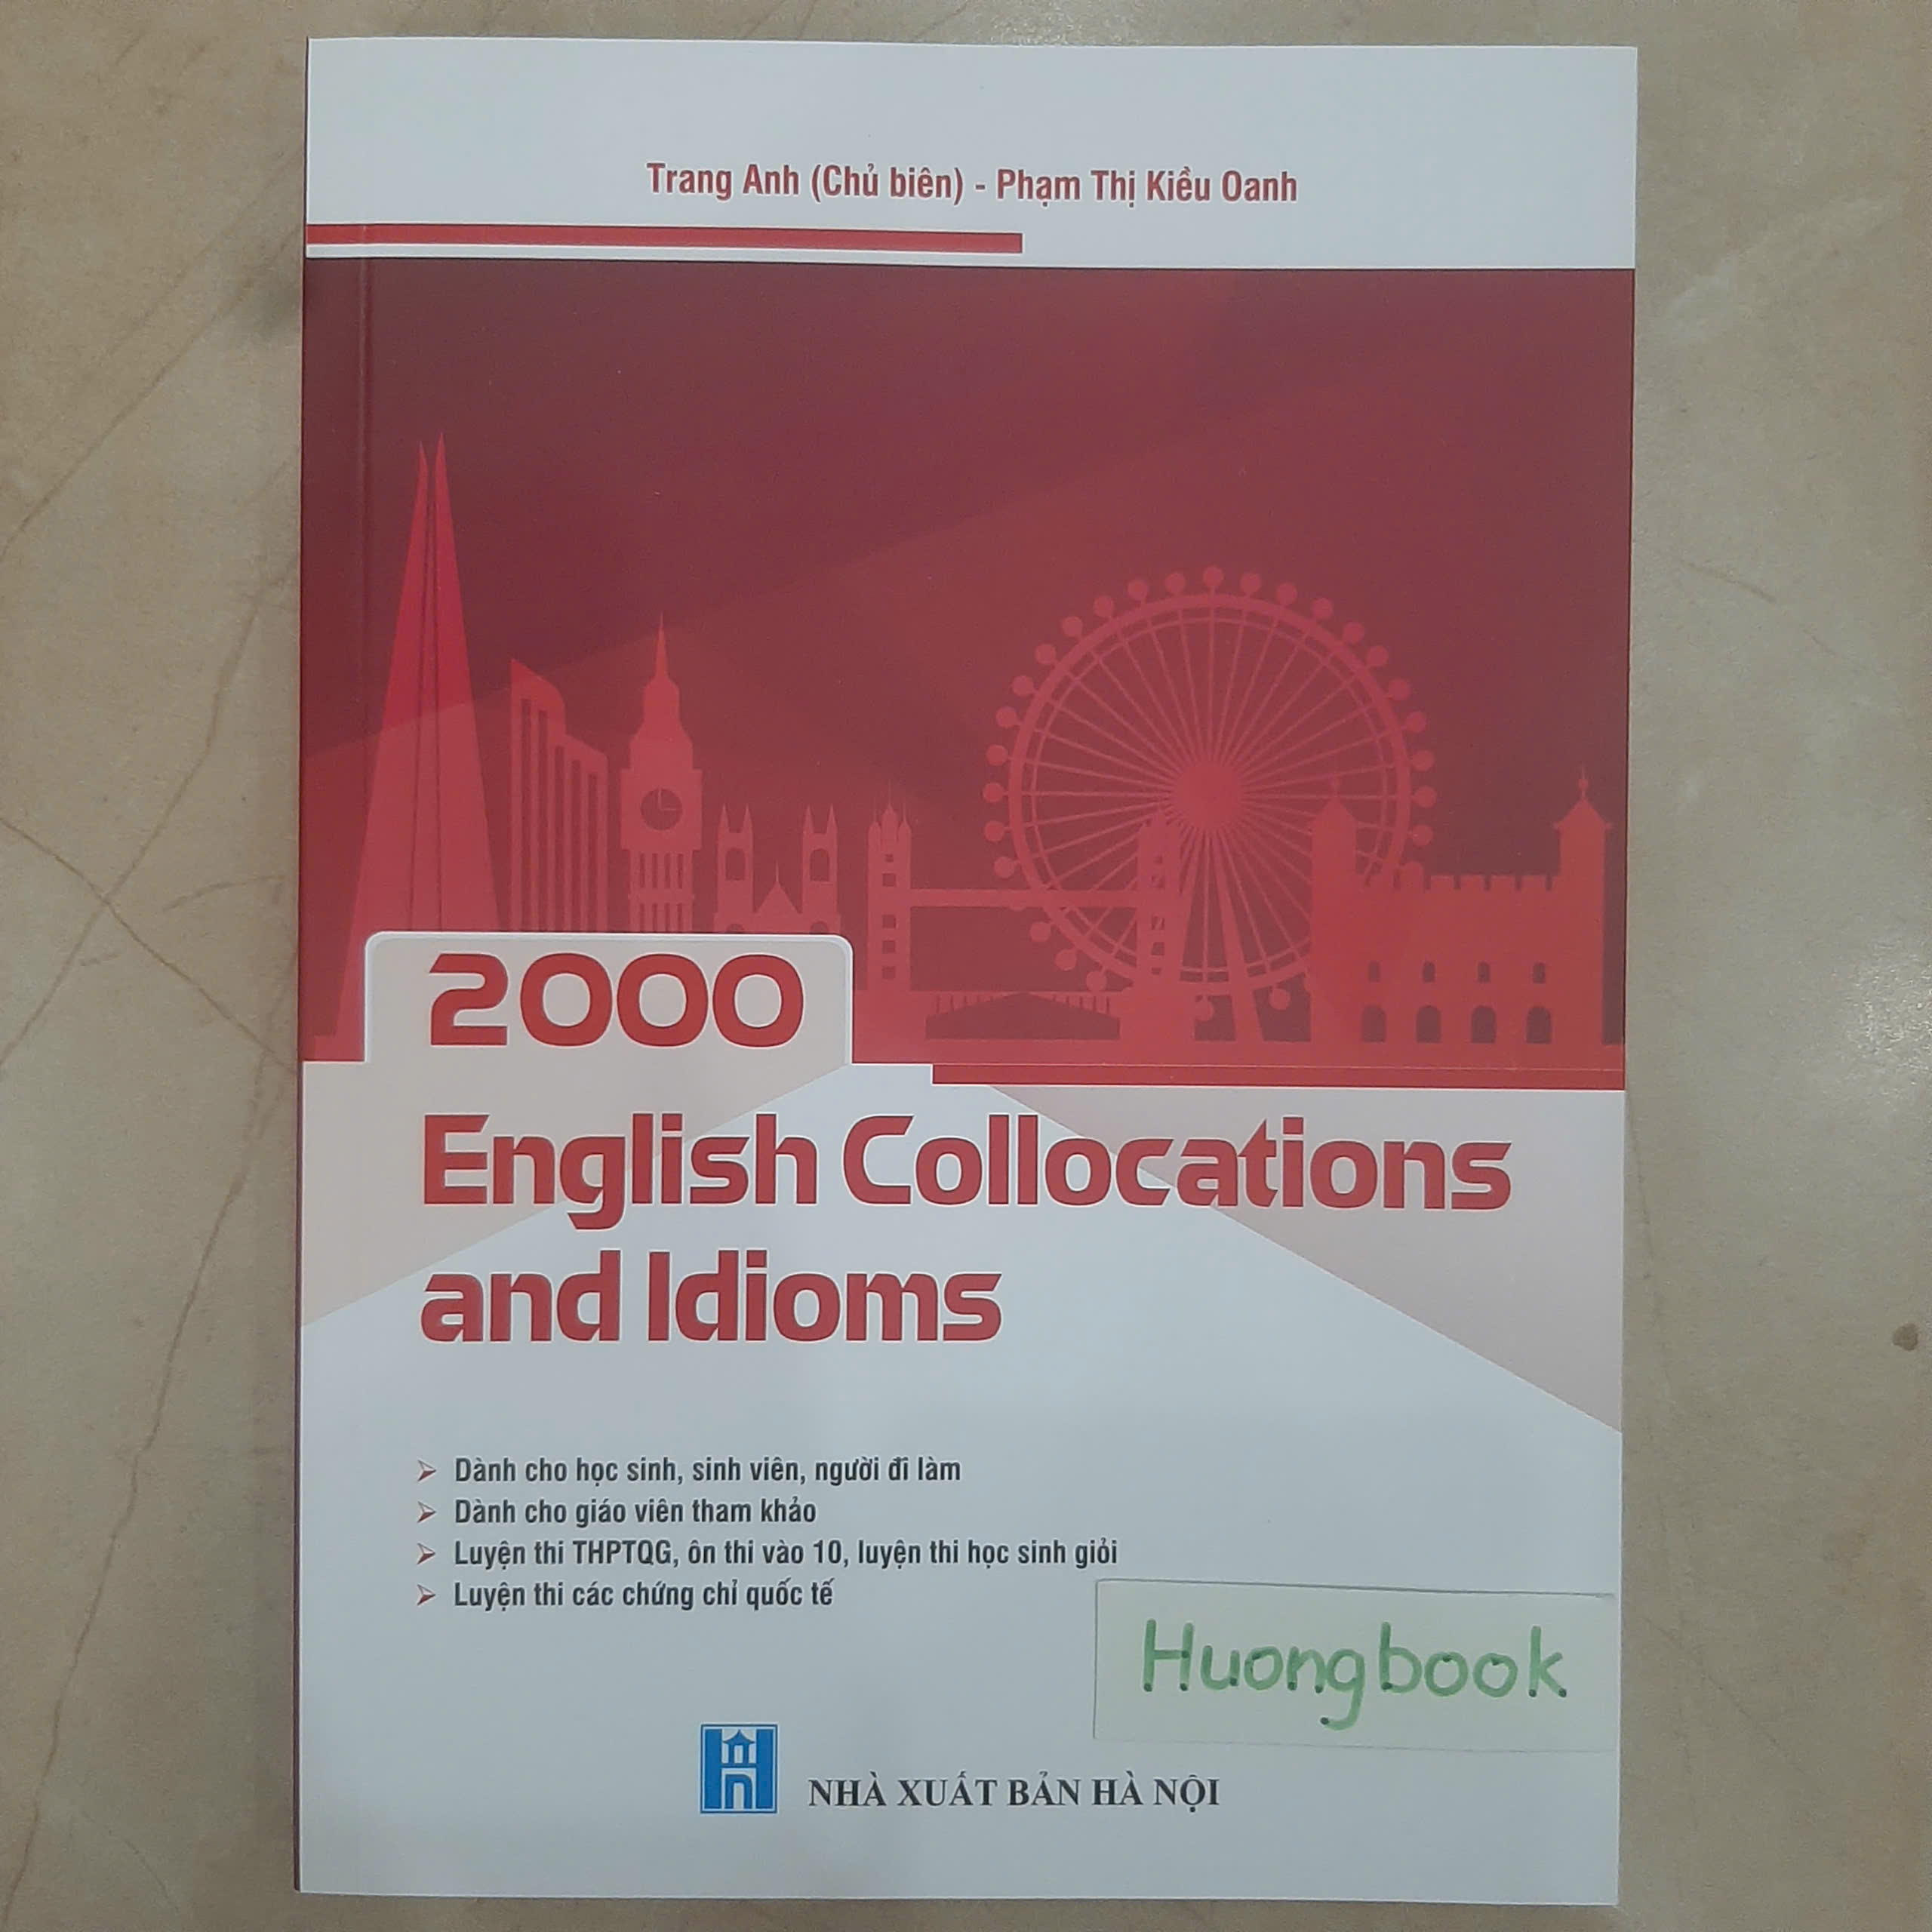 Trang Anh (Chủ biên) - Phạm Thị Kiều Oanh
2000
English Collocations
and Idioms
➢ Dành cho học sinh, sinh viên, người đi làm
➢ Dành cho giáo viên tham khảo
➢ Luyện thi THPTQG, ôn thi vào 10, luyện thi học sinh giỏi
➢ Luyện thi các chứng chỉ quốc tế
Huongbook
NHÀ XUẤT BẢN HÀ NỘI